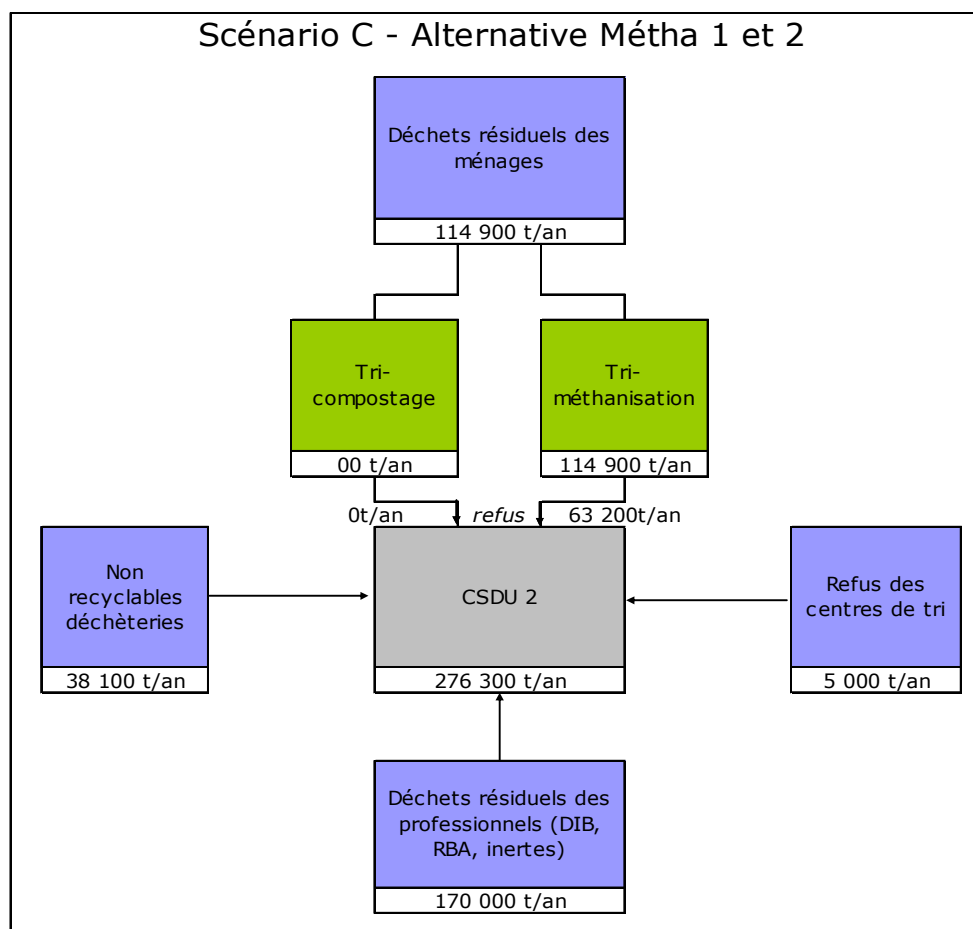 Scénario C - Alternative Métha 1 et 2
Déchets résiduels des
ménages
114 900 t/an
Tri-
compostage
00 t/an
Tri-
méthanisation
114 900 t/an
0t/an
refus
63 200t/an
Non
recyclables
déchèteries
38 100 t/an
CSDU 2
276 300 t/an
Refus des
centres de tri
5 000 t/an
Déchets résiduels des
professionnels (DIB,
RBA, inertes)
170 000 t/an